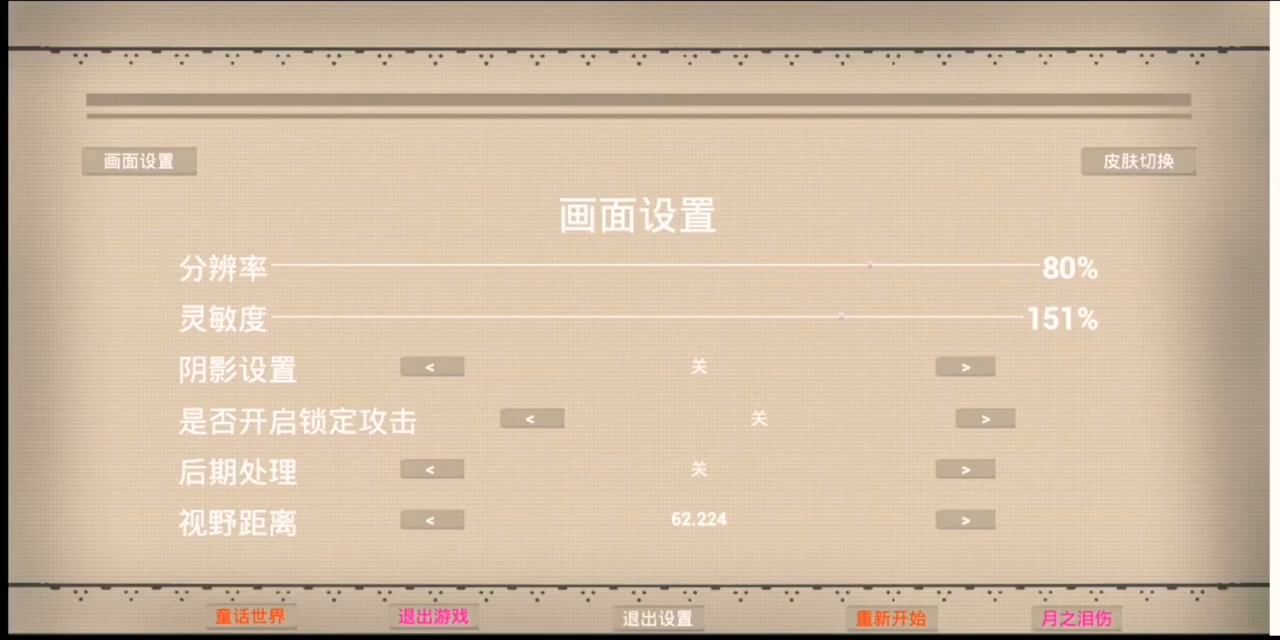 画面设置 皮肤切换
画面设置
分辨率 80%
灵敏度 151%
阴影设置 < 关 >
是否开启锁定攻击 < 关 >
后期处理 < 关 >
视野距离 < 62.224 >
童话世界 退出游戏 退出设置 重新开始 月之泪伤